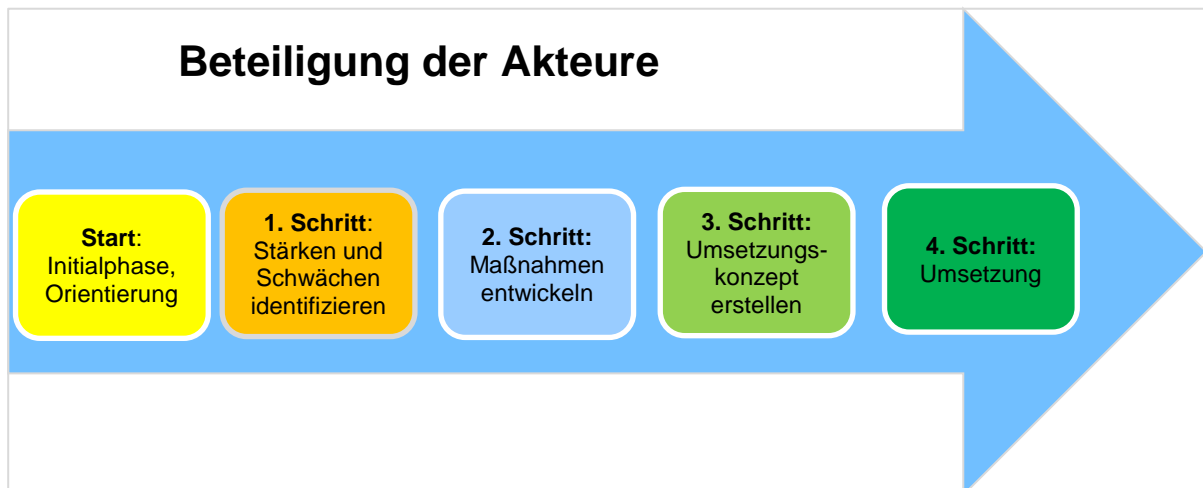 Beteiligung der Akteure
Start:
Initialphase,
Orientierung
1. Schritt:
Stärken und
Schwächen
identifizieren
2. Schritt:
Maßnahmen
entwickeln
3. Schritt:
Umsetzungs-
konzept
erstellen
4. Schritt:
Umsetzung